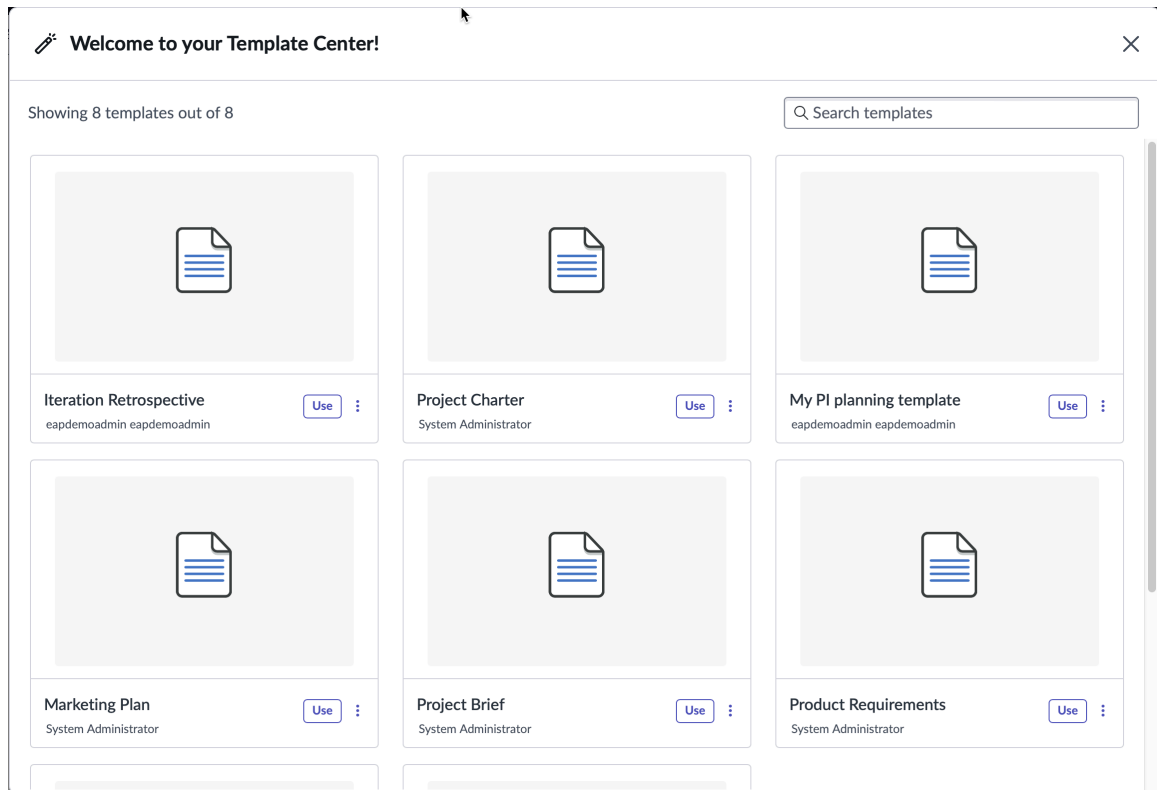 Welcome to your Template Center!
Showing 8 templates out of 8
Search templates
Iteration Retrospective
Use
eapdemoadmin eapdemoadmin
Project Charter
Use
System Administrator
My PI planning template
Use
eapdemoadmin eapdemoadmin
Marketing Plan
Use
System Administrator
Project Brief
Use
System Administrator
Product Requirements
Use
System Administrator